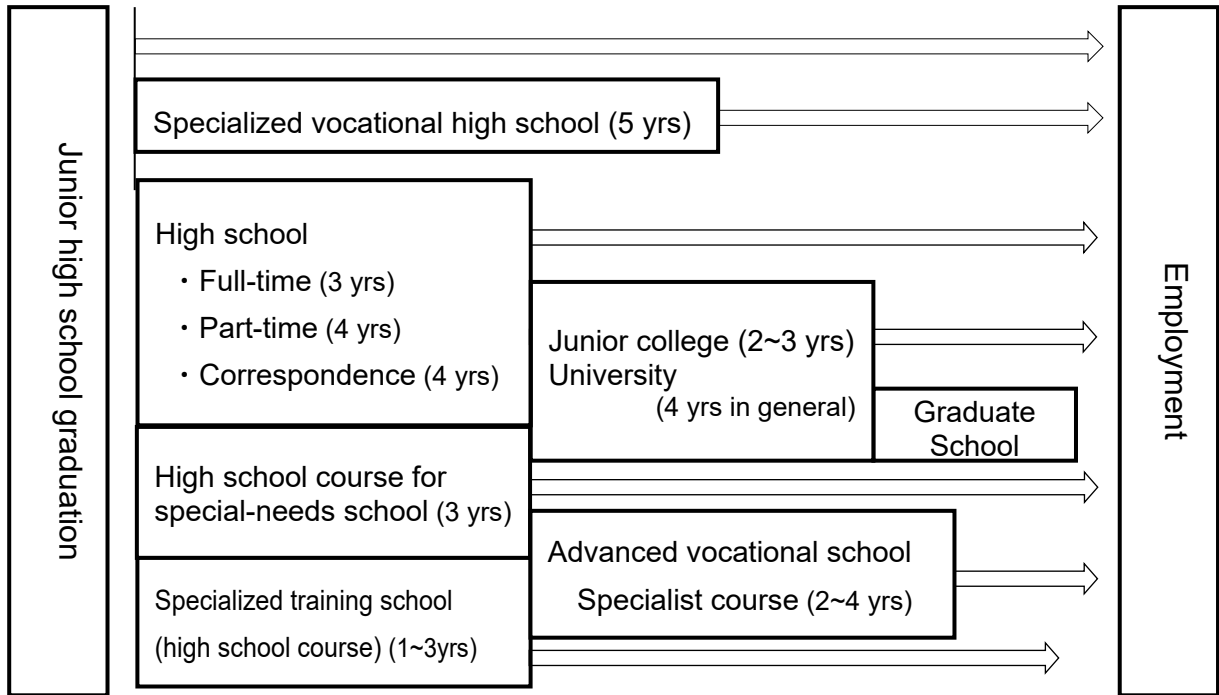 Junior high school graduation
Specialized vocational high school (5 yrs)
High school
・Full-time (3 yrs)
・Part-time (4 yrs)
・Correspondence (4 yrs)
Junior college (2~3 yrs)
University
(4 yrs in general)
Graduate
School
High school course for
special-needs school (3 yrs)
Advanced vocational school
Specialist course (2~4 yrs)
Specialized training school
(high school course) (1~3yrs)
Employment